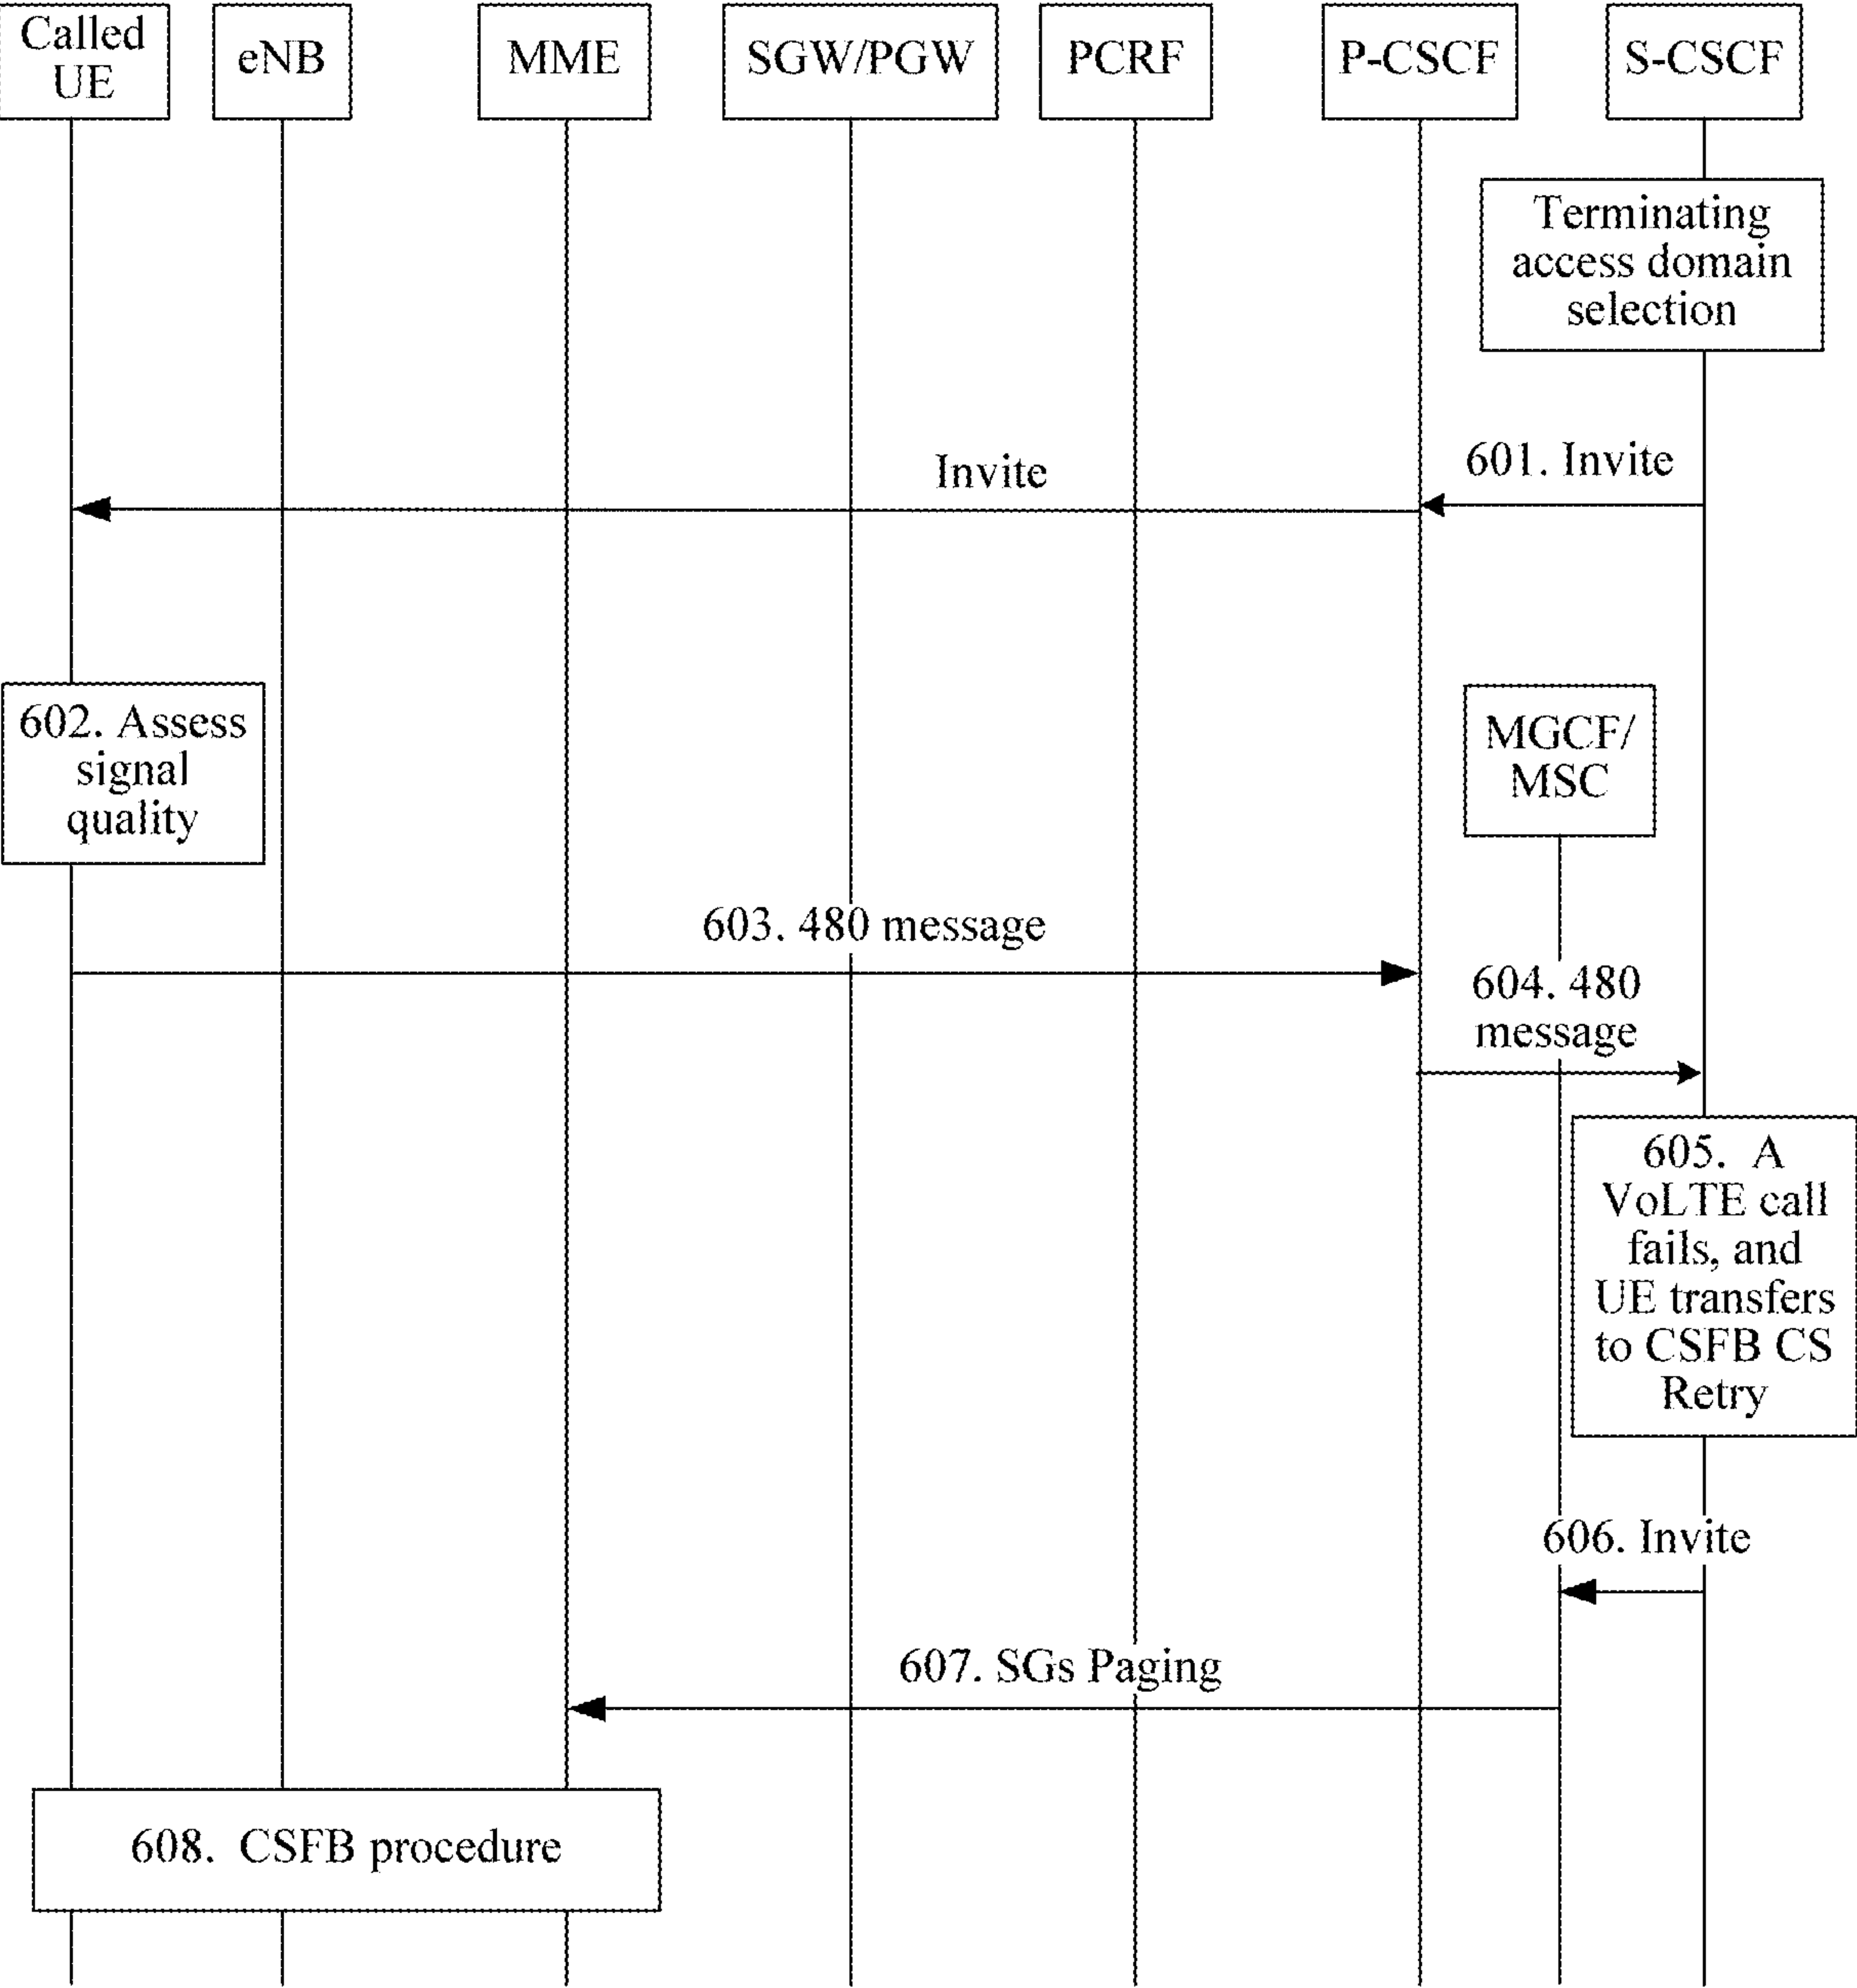 Called
UE
eNB
MME
SGW/PGW
PCRF
P-CSCF
S-CSCF
Terminating
access domain
selection
601. Invite
Invite
602. Assess
signal
quality
MGCF/
MSC
603. 480 message
604. 480
message
605. A
VoLTE call
fails, and
UE transfers
to CSFB CS
Retry
606. Invite
607. SGs Paging
608. CSFB procedure